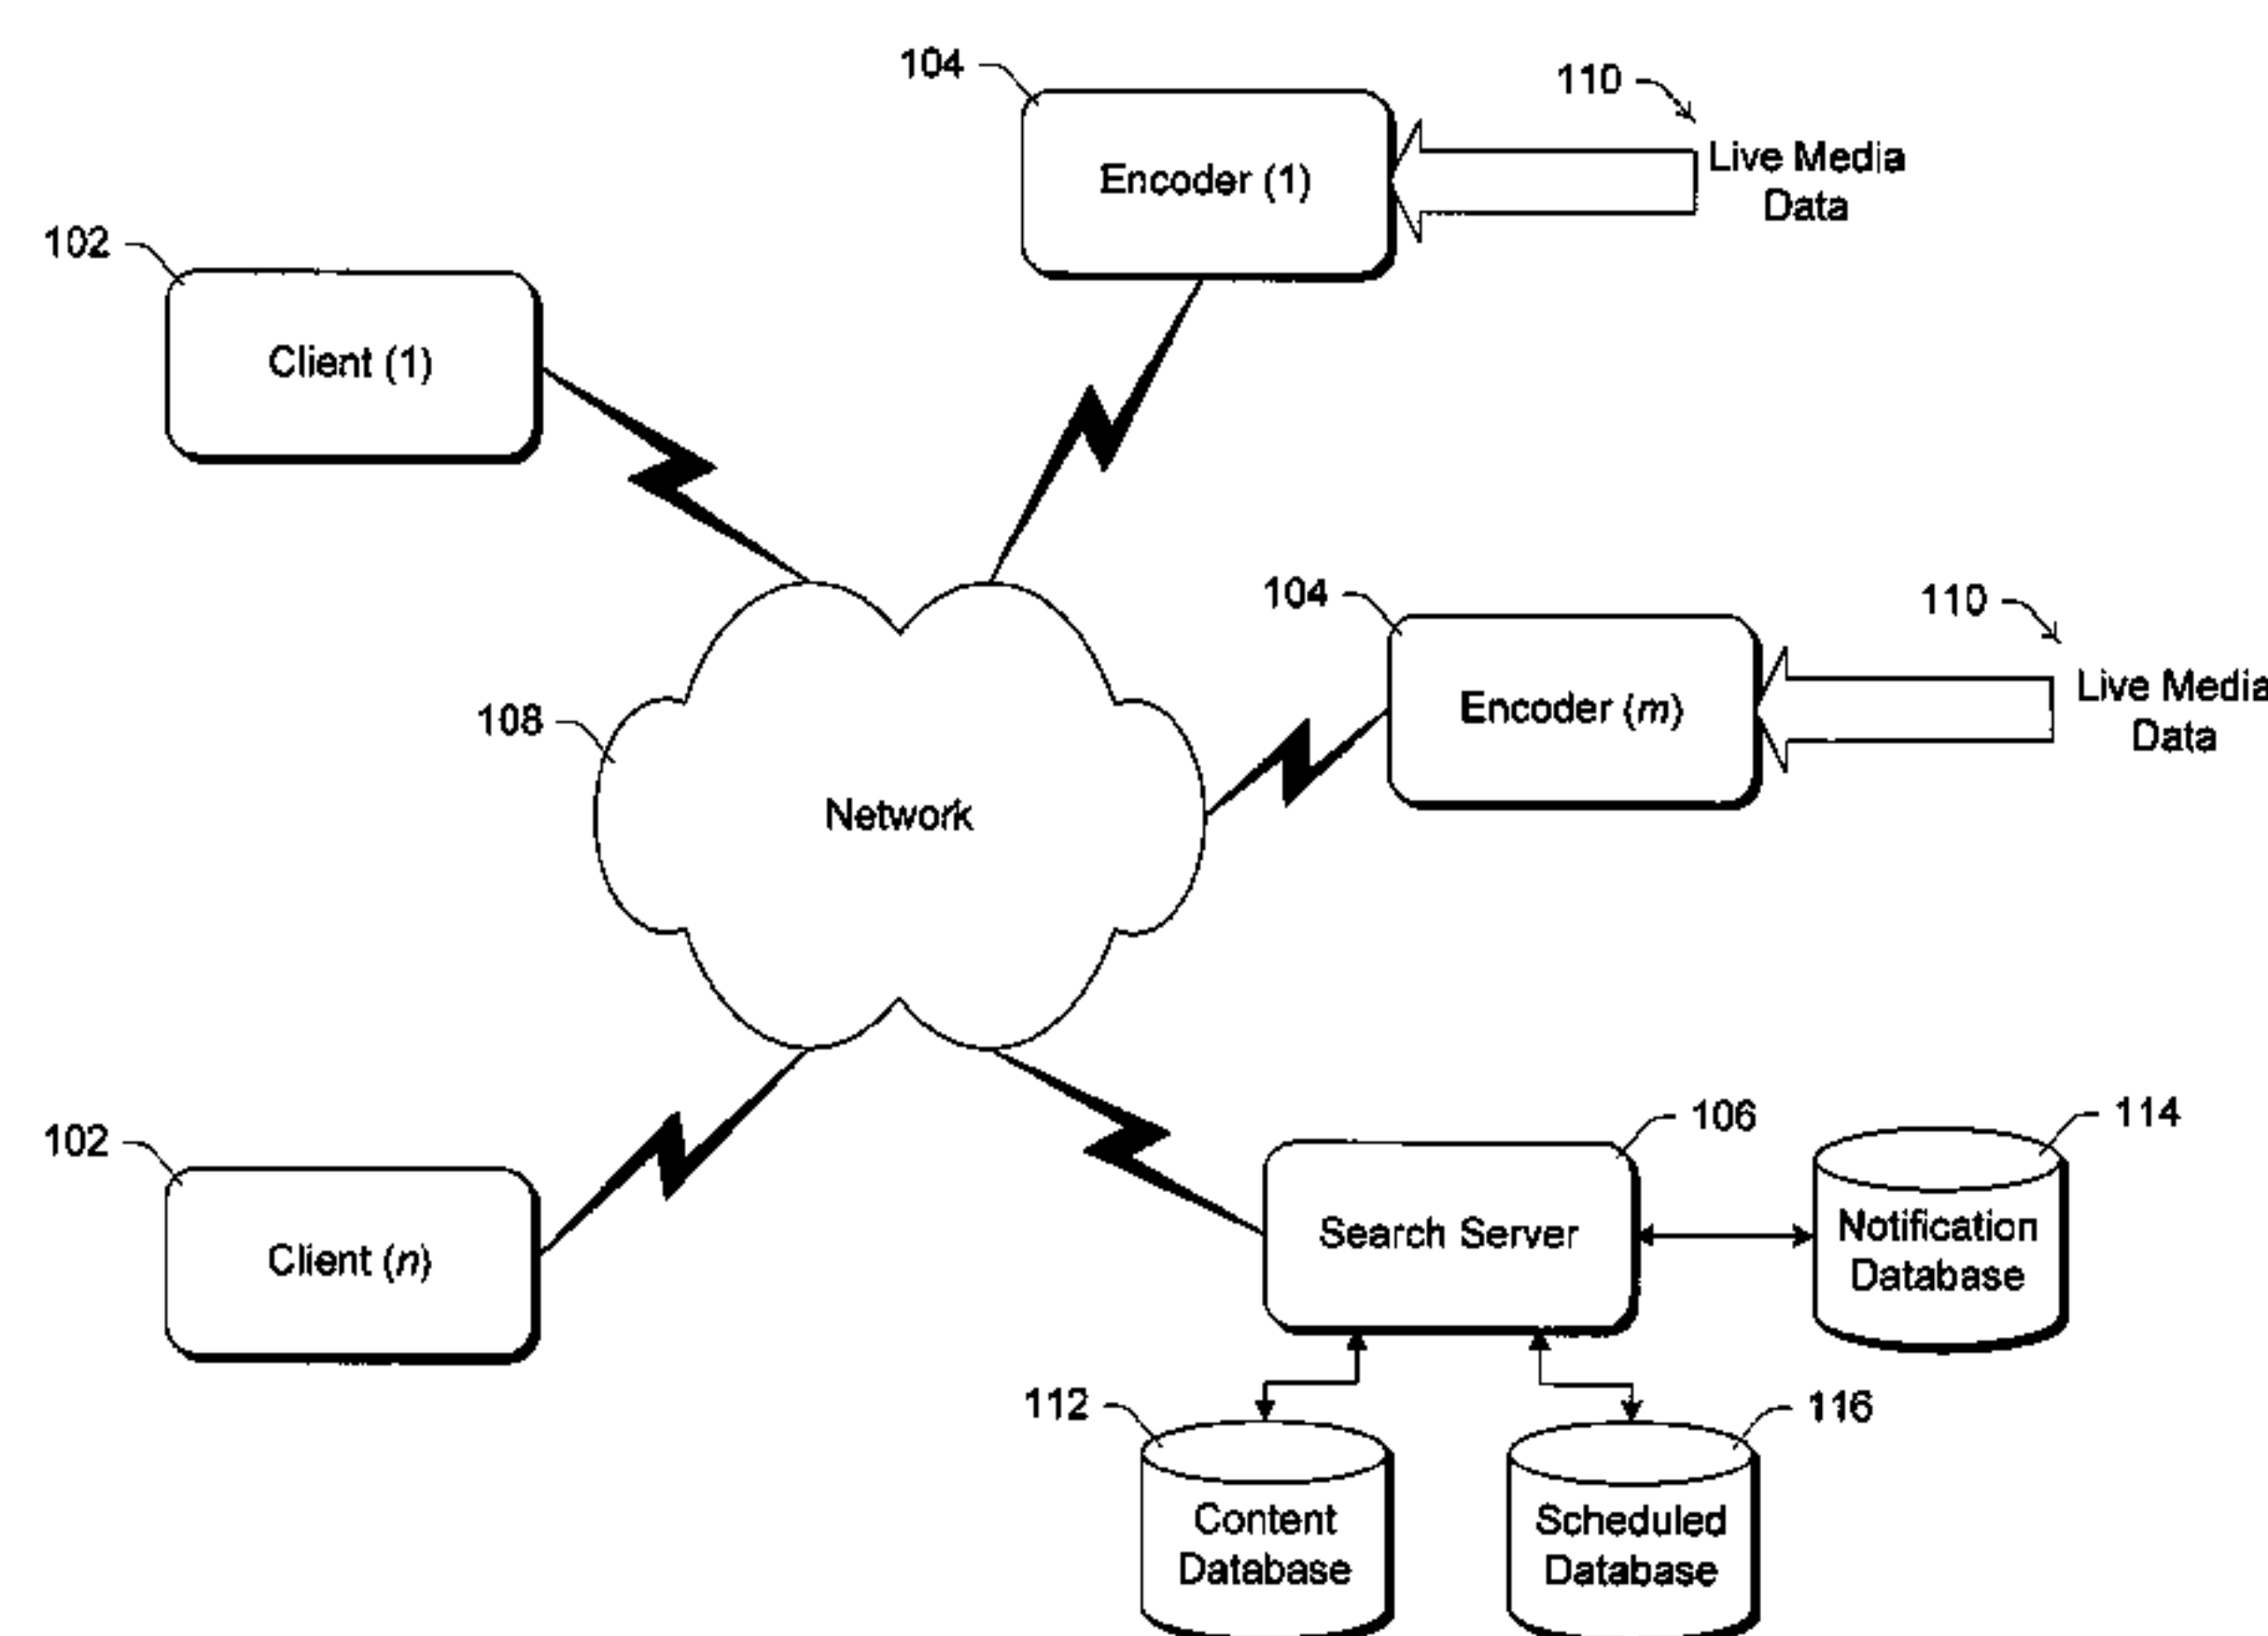 104
110
Encoder (1)
Live Media
Data
102
Client (1)
104
110
Encoder (m)
Live Media
Data
108
Network
102
Client (n)
106
114
Search Server
Notification
Database
112
116
Content
Database
Scheduled
Database